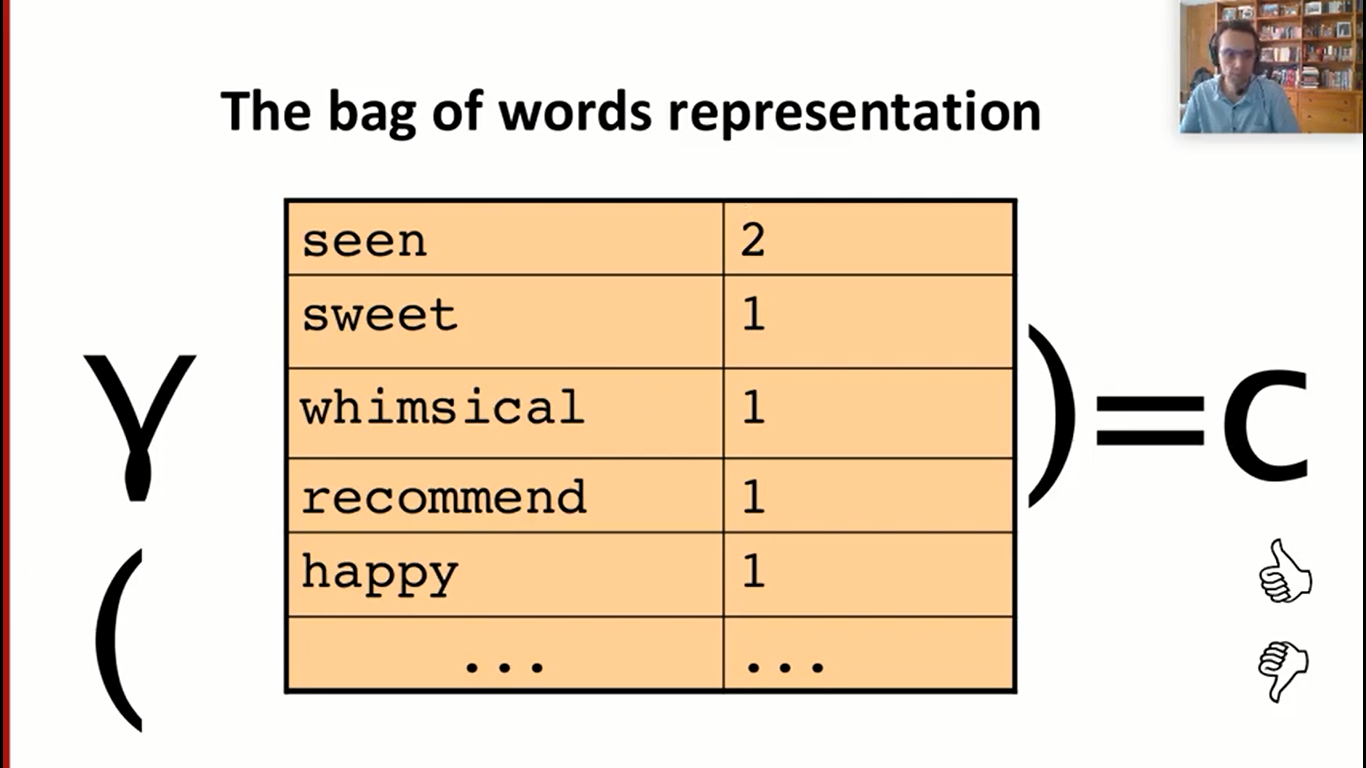 The bag of words representation
seen 2
sweet 1
whimsical 1
recommend 1
happy 1
... ...
γ
(
)=c